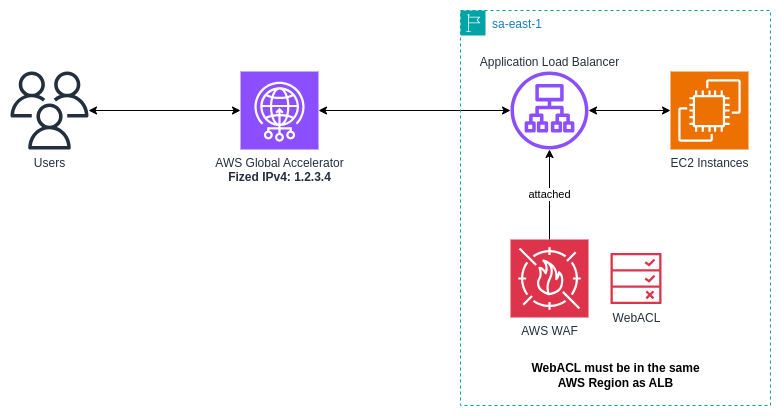 sa-east-1
Application Load Balancer
Users
AWS Global Accelerator
Fized IPv4: 1.2.3.4
EC2 Instances
attached
AWS WAF
WebACL
WebACL must be in the same
AWS Region as ALB